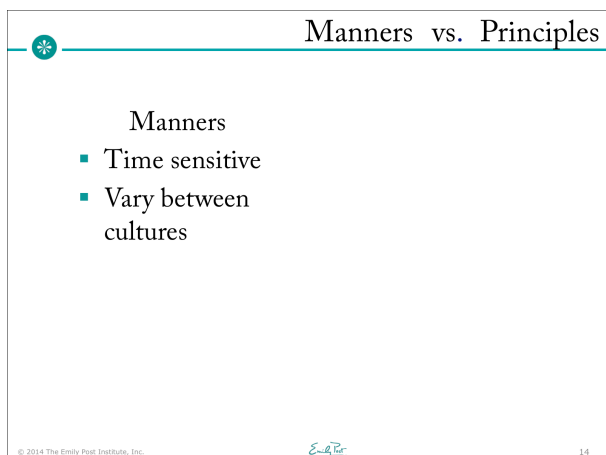 Manners vs. Principles
Manners
Time sensitive
Vary between
cultures
© 2014 The Emily Post Institute, Inc.
Emily Post
14